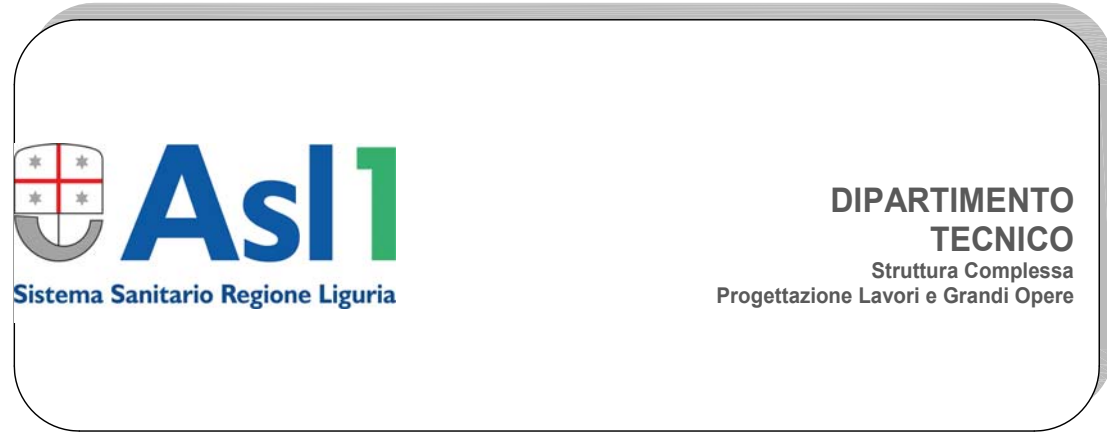 Asl1
Sistema Sanitario Regione Liguria
DIPARTIMENTO
TECNICO
Struttura Complessa
Progettazione Lavori e Grandi Opere